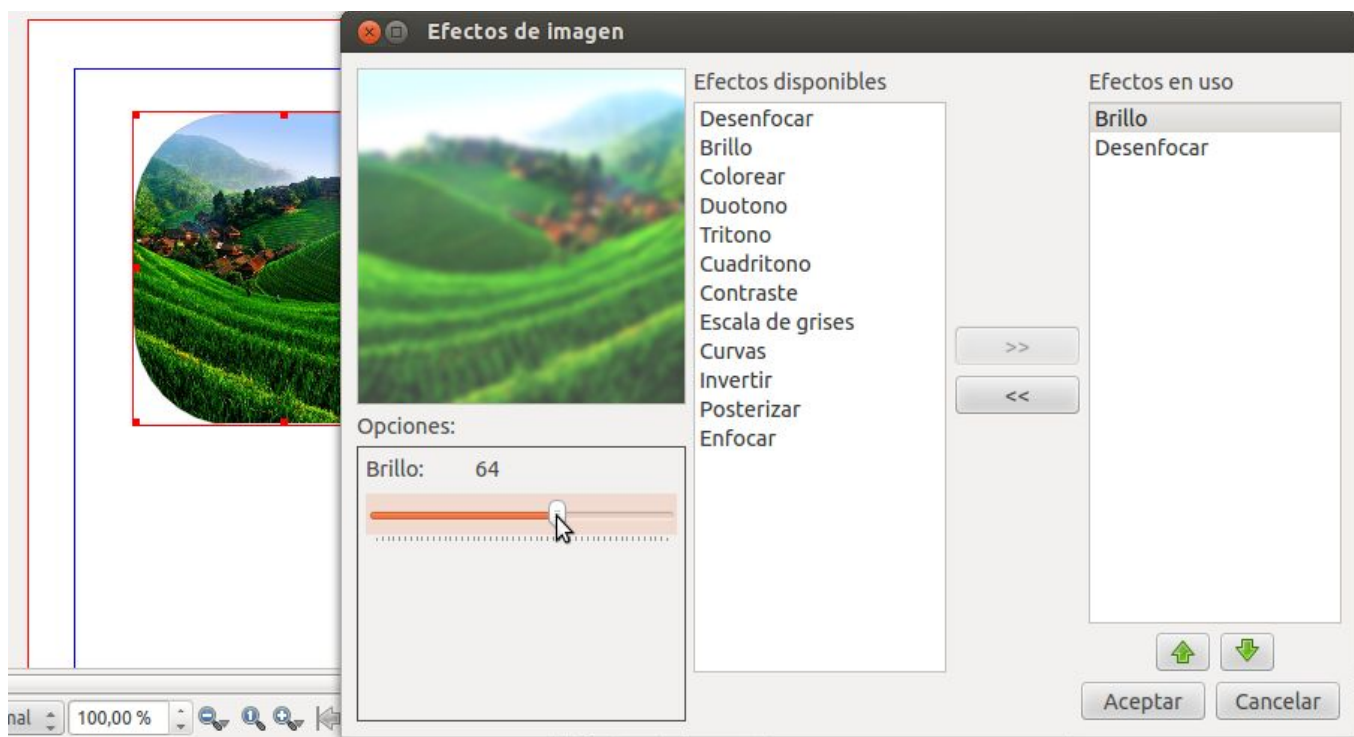 Efectos de imagen
Efectos disponibles
Desenfocar
Brillo
Colorear
Duotono
Tritono
Cuadritono
Contraste
Escala de grises
Curvas
Invertir
Posterizar
Enfocar
>>
<<
Efectos en uso
Brillo
Desenfocar
Opciones:
Brillo: 64
Aceptar Cancelar
nal 100,00 %